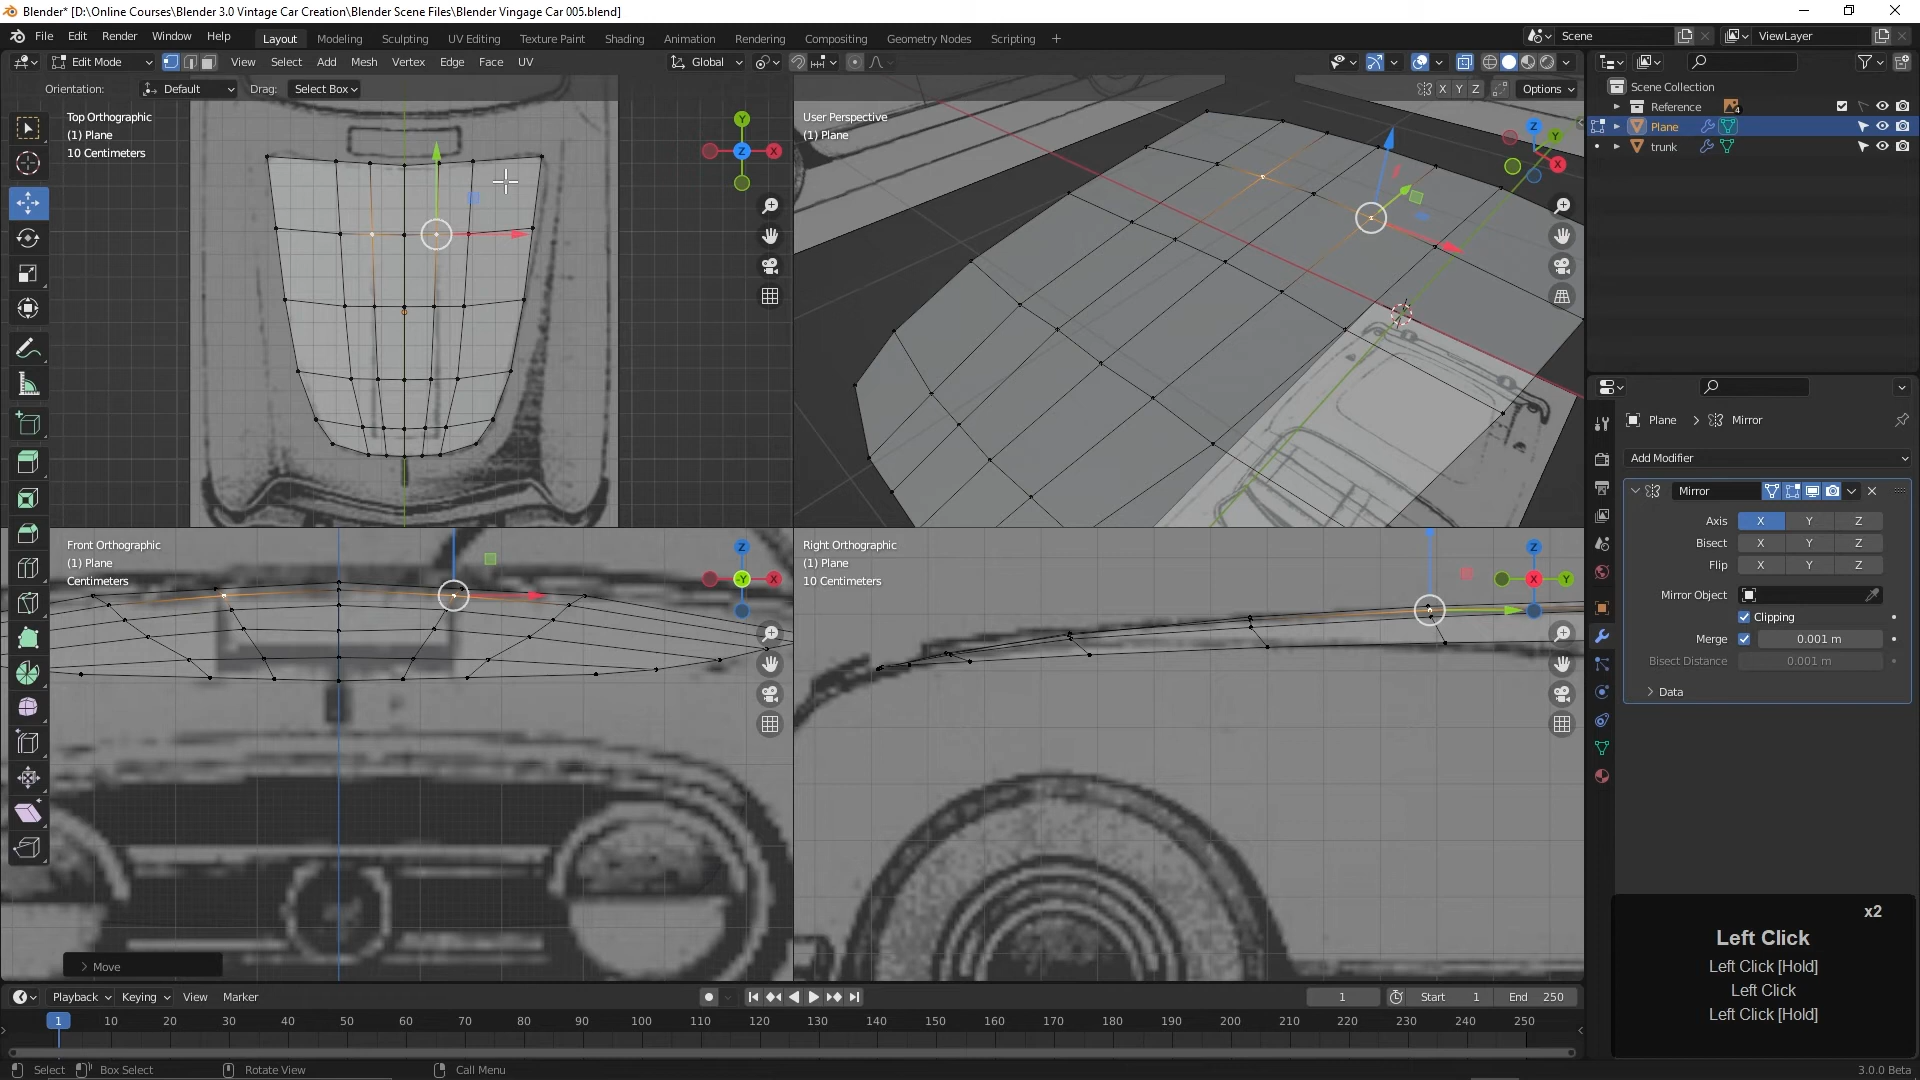 Blender* [D:\Online Courses\Blender 3.0 Vintage Car Creation\Blender Scene Files\Blender Vingage Car 005.blend]
File Edit Render Window Help Layout Modeling Sculpting UV Editing Texture Paint Shading Animation Rendering Compositing Geometry Nodes Scripting + Scene ViewLayer
Edit Mode View Select Add Mesh Vertex Edge Face UV Global
Orientation: Default Drag: Select Box X Y Z Options
Top Orthographic
(1) Plane
10 Centimeters
Y
Z
X
User Perspective
(1) Plane
Z
Y
X
Scene Collection
Reference 4
Plane
trunk
Plane > Mirror
Add Modifier
Mirror
Axis X Y Z
Bisect X Y Z
Flip X Y Z
Mirror Object
Clipping
Merge 0.001 m
Bisect Distance 0.001 m
Data
Front Orthographic
(1) Plane
Centimeters
Z
-Y
X
Move
Right Orthographic
(1) Plane
10 Centimeters
Z
X
Y
x2
Left Click
Left Click [Hold]
Left Click
Left Click [Hold]
Playback Keying View Marker 1 Start 1 End 250
1 10 20 30 40 50 60 70 80 90 100 110 120 130 140 150 160 170 180 190 200 210 220 230 240 250
Select Box Select Rotate View Call Menu 3.0.0 Beta